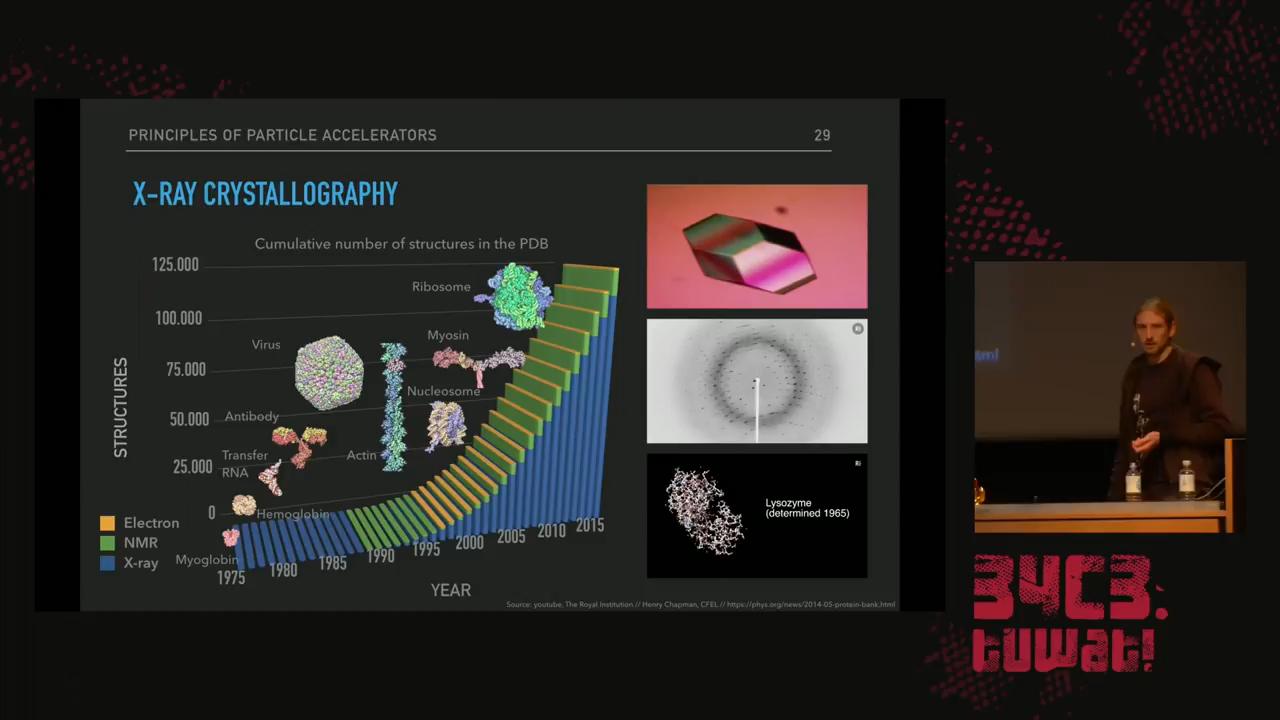 PRINCIPLES OF PARTICLE ACCELERATORS
29
X-RAY CRYSTALLOGRAPHY
Cumulative number of structures in the PDB
125.000
100.000
75.000
50.000
25.000
0
STRUCTURES
Ribosome
Myosin
Virus
Nucleosome
Antibody
Actin
Transfer
RNA
Hemoglobin
Myoglobin
Electron
NMR
X-ray
1975
1980
1985
1990
1995
2000
2005
2010
2015
YEAR
Ri
Ri
Lysozyme
(determined 1965)
Source: youtube, The Royal Institution // Henry Chapman, CFEL // https://phys.org/news/2014-05-protein-bank.html
html
34C3.
tuwat!